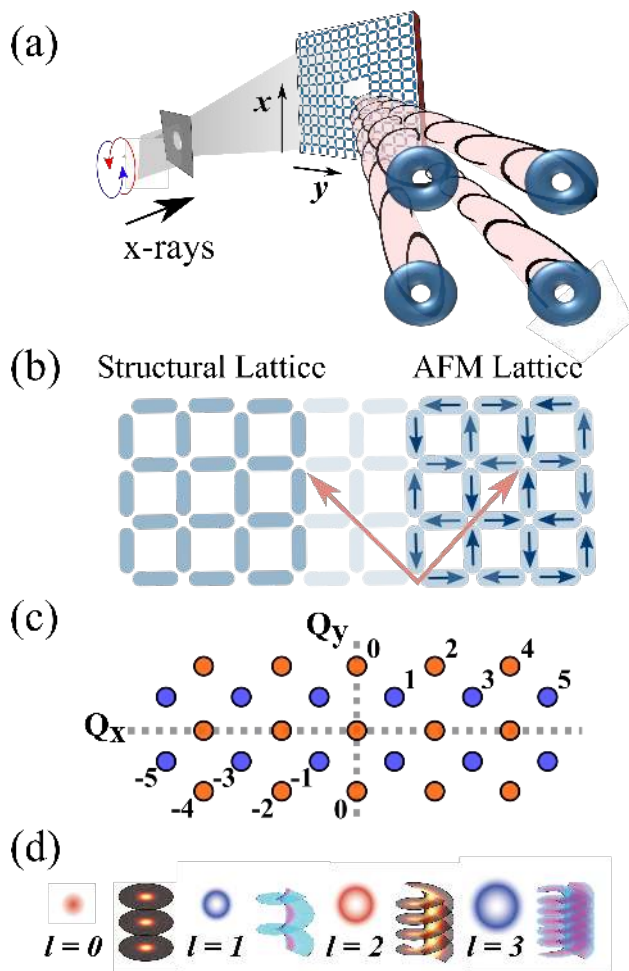 (a)
x
y
x-rays
(b)
Structural Lattice AFM Lattice
(c)
Qy
0
2
4
1
3
5
Qx
-5
-3
-1
-4
-2
0
(d)
l = 0 l = 1 l = 2 l = 3